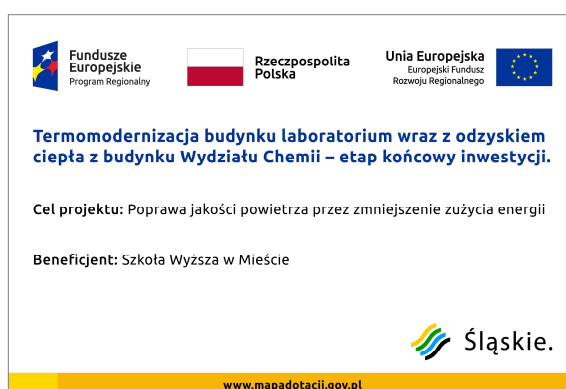 Fundusze
Europejskie
Program Regionalny
Rzeczpospolita
Polska
Unia Europejska
Europejski Fundusz
Rozwoju Regionalnego
Termomodernizacja budynku laboratorium wraz z odzyskiem
ciepła z budynku Wydziału Chemii – etap końcowy inwestycji.
Cel projektu: Poprawa jakości powietrza przez zmniejszenie zużycia energii
Beneficjent: Szkoła Wyższa w Mieście
Śląskie.
www.mapadotacji.gov.pl